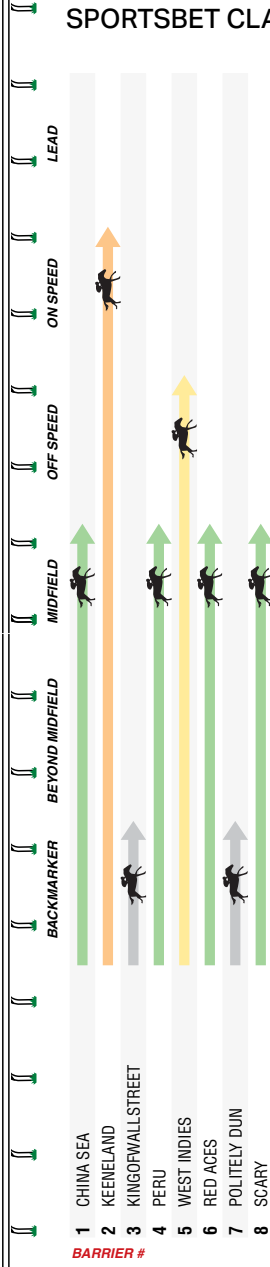 SPORTSBET CLA
LEAD
ON SPEED
OFF SPEED
MIDFIELD
BEYOND MIDFIELD
BACKMARKER
1 CHINA SEA
2 KEENELAND
3 KINGOFWALLSTREET
4 PERU
5 WEST INDIES
6 RED ACES
7 POLITELY DUN
8 SCARY
BARRIER #